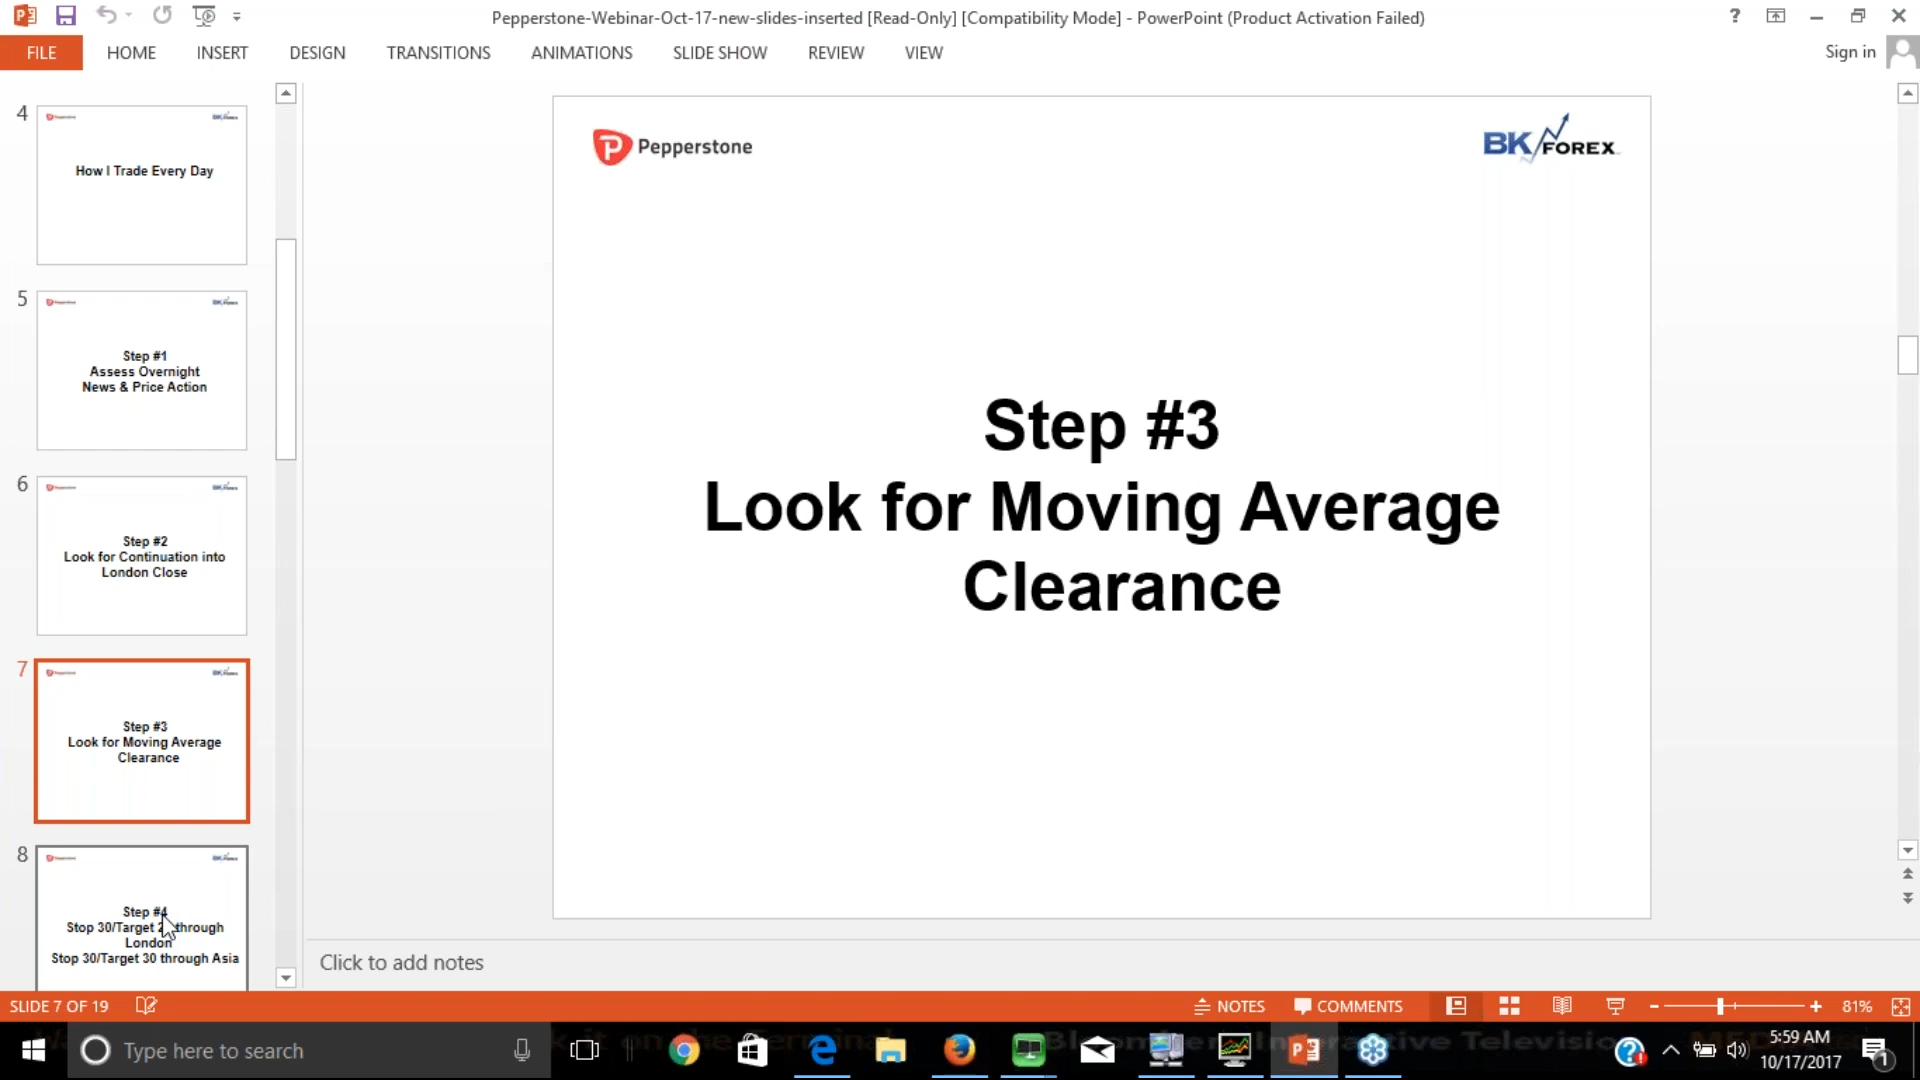 Pepperstone-Webinar-Oct-17-new-slides-inserted [Read-Only] [Compatibility Mode] - PowerPoint (Product Activation Failed)
FILE HOME INSERT DESIGN TRANSITIONS ANIMATIONS SLIDE SHOW REVIEW VIEW Sign in
4
How I Trade Every Day
5
Step #1
Assess Overnight
News & Price Action
6
Step #2
Look for Continuation into
London Close
7
Step #3
Look for Moving Average
Clearance
8
Step #4
Stop 30/Target through
London
Stop 30/Target 30 through Asia
Pepperstone
BK FOREX
Step #3
Look for Moving Average
Clearance
Click to add notes
SLIDE 7 OF 19 NOTES COMMENTS 81%
Type here to search
5:59 AM
10/17/2017
1